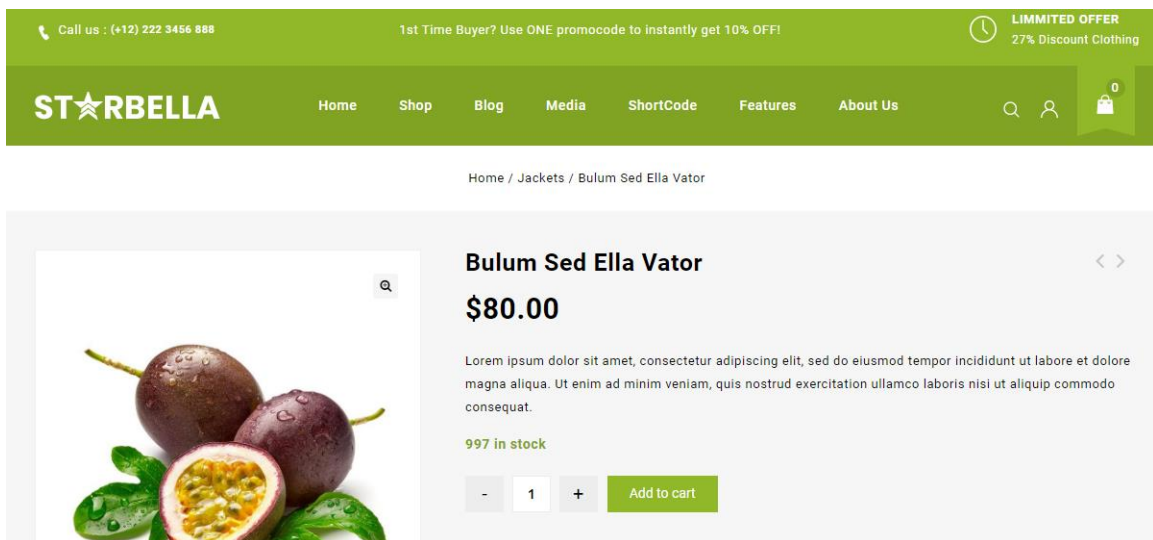 Call us : (+12) 222 3456 888
1st Time Buyer? Use ONE promocode to instantly get 10% OFF!
LIMMITED OFFER
27% Discount Clothing
STARBELLA
Home Shop Blog Media ShortCode Features About Us
0
Home / Jackets / Bulum Sed Ella Vator
Bulum Sed Ella Vator
< >
$80.00
Lorem ipsum dolor sit amet, consectetur adipiscing elit, sed do eiusmod tempor incididunt ut labore et dolore
magna aliqua. Ut enim ad minim veniam, quis nostrud exercitation ullamco laboris nisi ut aliquip commodo
consequat.
997 in stock
- 1 + Add to cart